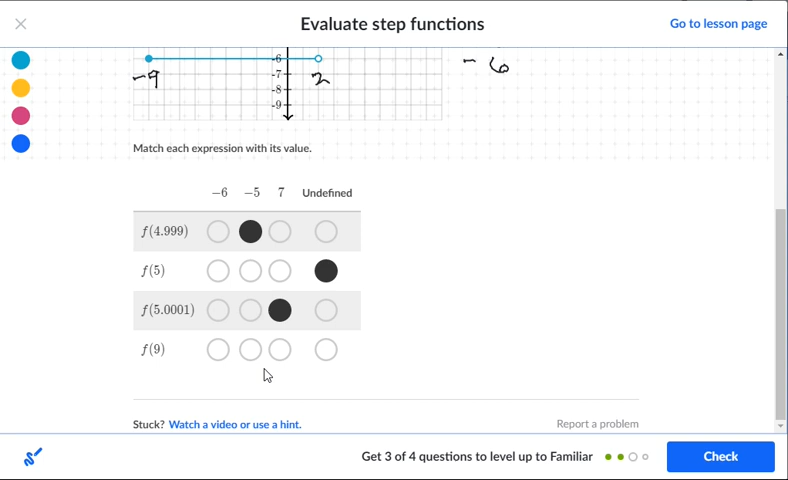 Evaluate step functions
Go to lesson page
-6
-7
-8
-9
-9
2
- 6
Match each expression with its value.
−6 −5 7 Undefined
f(4.999)
f(5)
f(5.0001)
f(9)
Stuck? Watch a video or use a hint.
Report a problem
Get 3 of 4 questions to level up to Familiar
Check